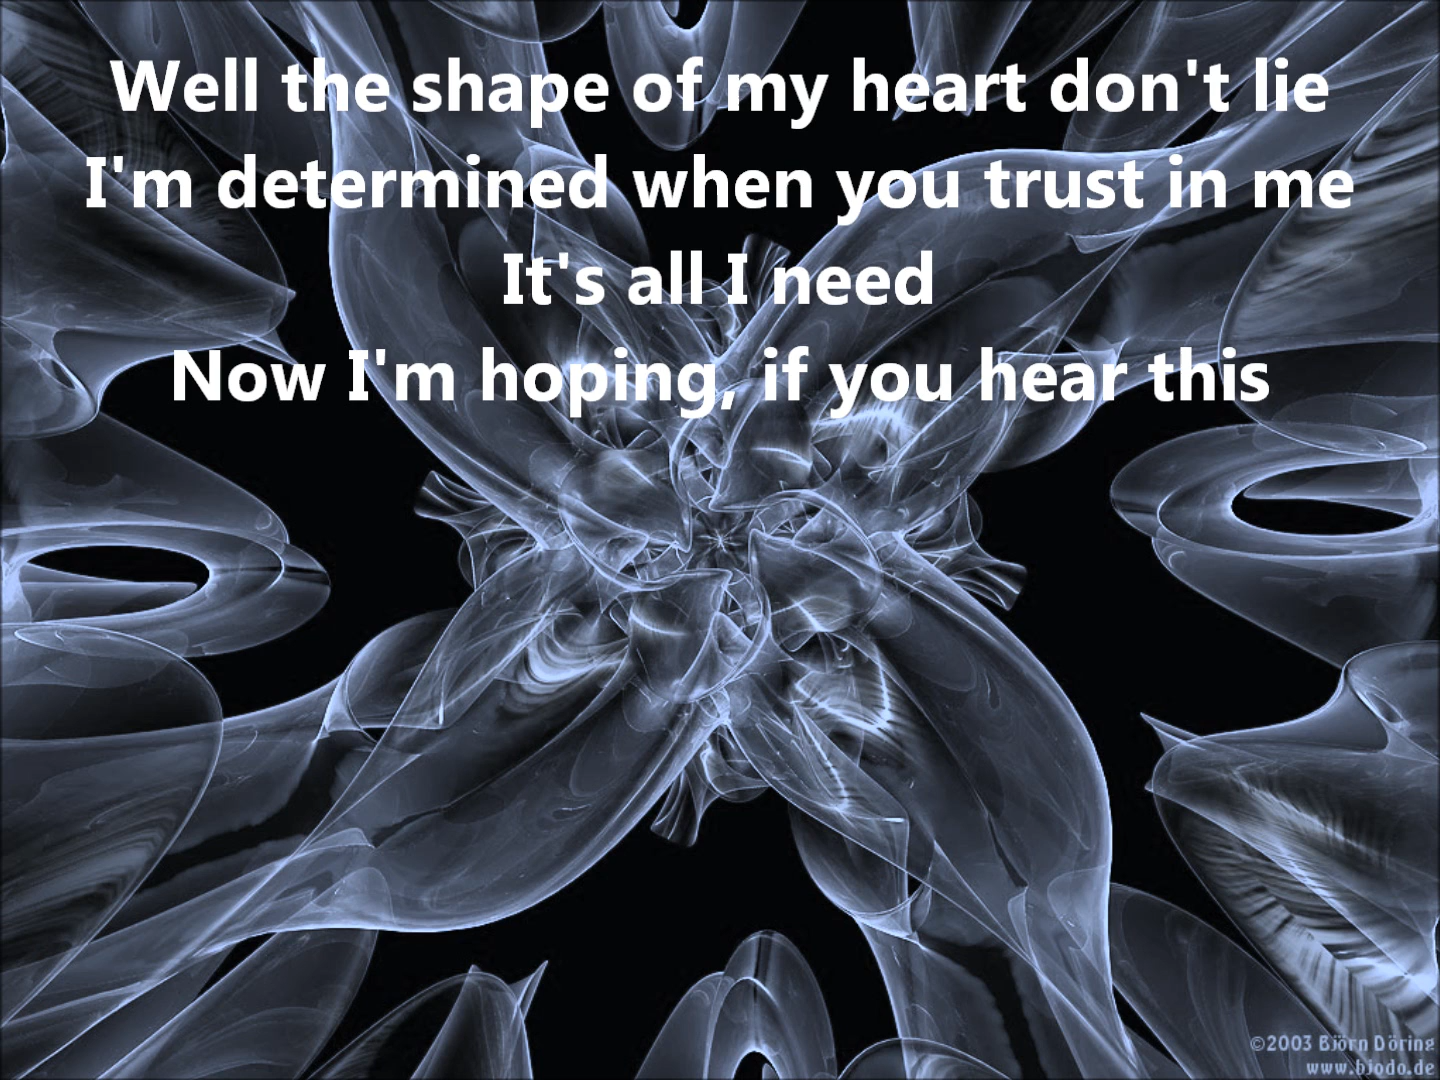 Well the shape of my heart don't lie
I'm determined when you trust in me
It's all I need
Now I'm hoping, if you hear this
©2003 Björn Döring
www.bjodo.de